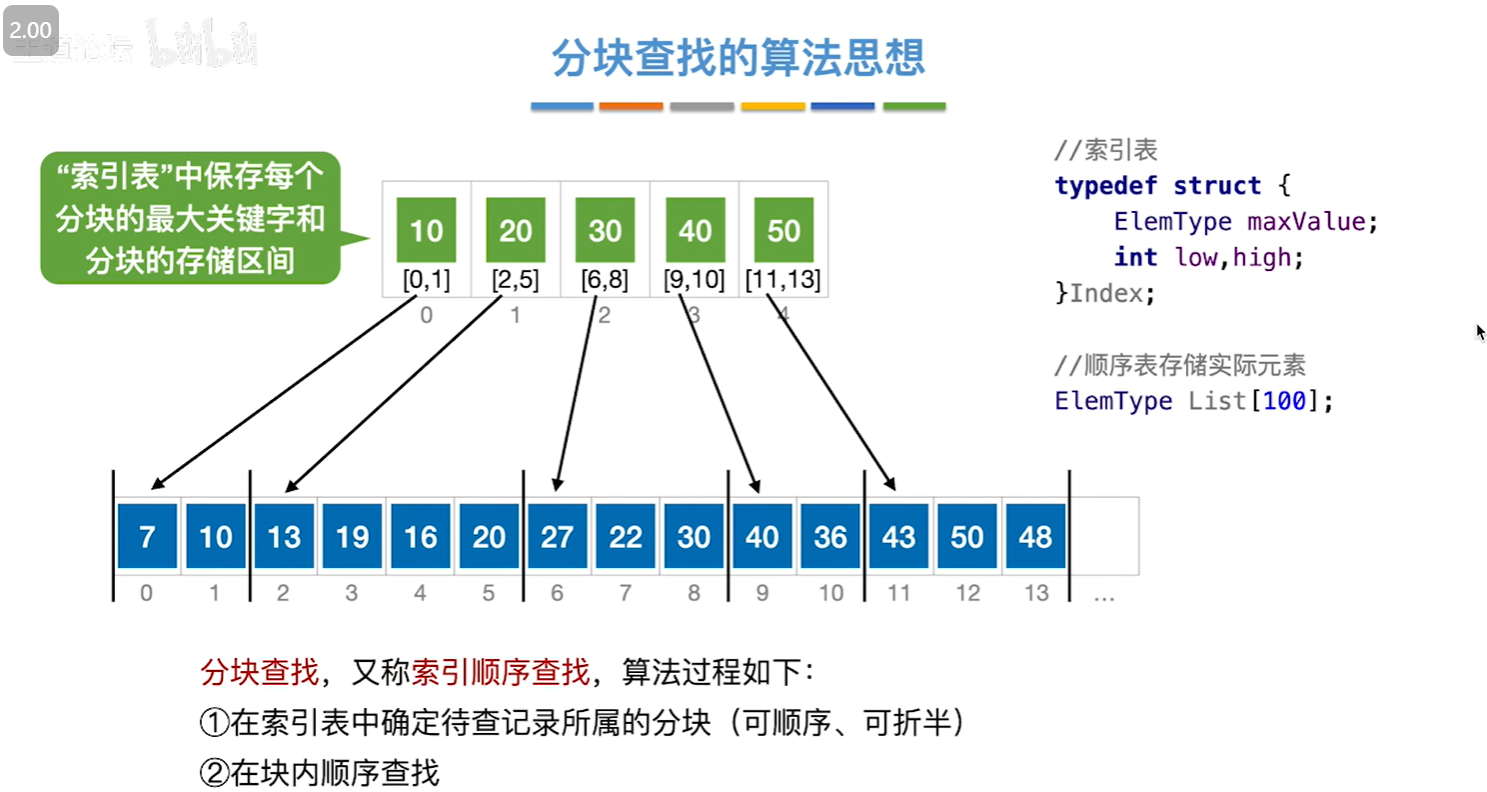 2.00
王道论坛 bilibili
分块查找的算法思想
“索引表”中保存每个
分块的最大关键字和
分块的存储区间
10 20 30 40 50
[0,1] [2,5] [6,8] [9,10] [11,13]
0 1 2 3 4
//索引表
typedef struct {
ElemType maxValue;
int low,high;
}Index;
//顺序表存储实际元素
ElemType List[100];
7 10 13 19 16 20 27 22 30 40 36 43 50 48
0 1 2 3 4 5 6 7 8 9 10 11 12 13 ...
分块查找，又称索引顺序查找，算法过程如下：
①在索引表中确定待查记录所属的分块（可顺序、可折半）
②在块内顺序查找